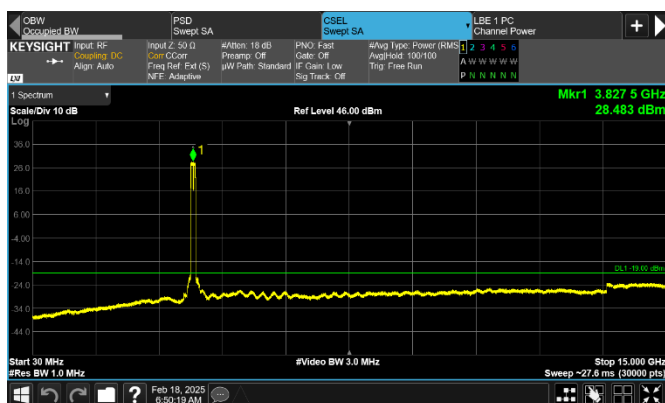 OBW
Occupied BW
PSD
Swept SA
CSEL
Swept SA
LBE 1 PC
Channel Power
KEYSIGHT
Input: RF
Coupling: DC
Align: Auto
Input Z: 50 Ω
Corr CCorr
Freq Ref: Ext (S)
NFE: Adaptive
#Atten: 18 dB
Preamp: Off
µW Path: Standard
PNO: Fast
Gate: Off
IF Gain: Low
Sig Track: Off
#Avg Type: Power (RMS
Avg|Hold: 100/100
Trig: Free Run
1 2 3 4 5 6
A W W W W W
P N N N N N
LXI
1 Spectrum
Scale/Div 10 dB
Log
Ref Level 46.00 dBm
Mkr1 3.827 5 GHz
28.483 dBm
36.0
26.0
16.0
6.00
-4.00
-14.0
-24.0
-34.0
-44.0
1
DL1 -19.00 dBm
Start 30 MHz
#Res BW 1.0 MHz
#Video BW 3.0 MHz
Stop 15.000 GHz
Sweep ~27.6 ms (30000 pts)
Feb 18, 2025
6:50:19 AM